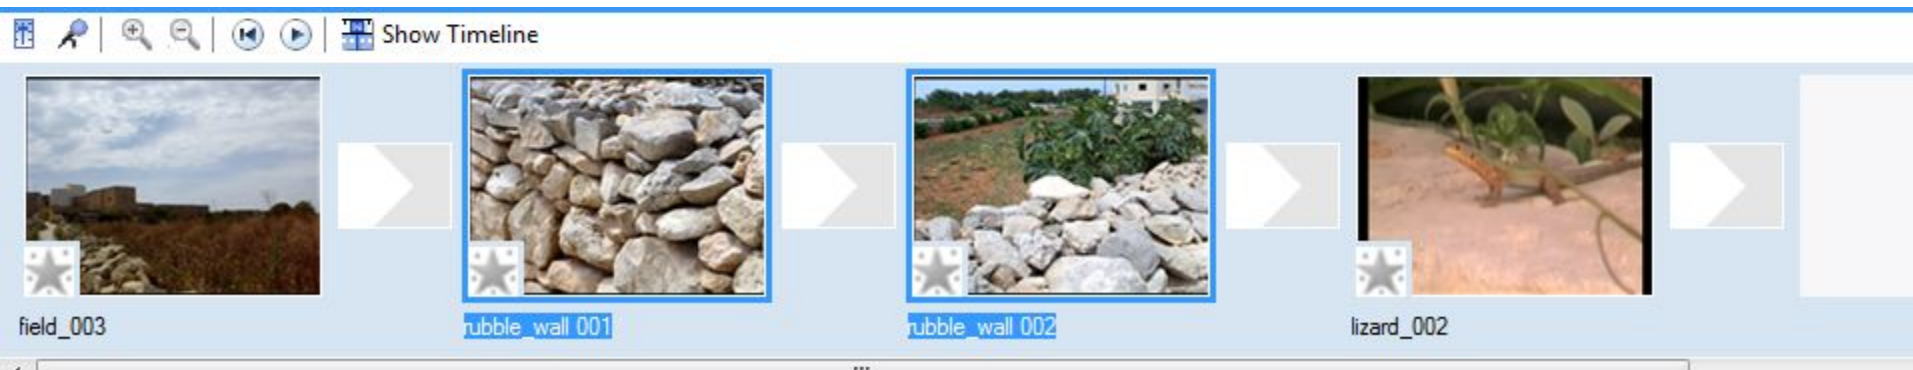 Show Timeline
field_003
rubble_wall 001
rubble_wall 002
lizard_002